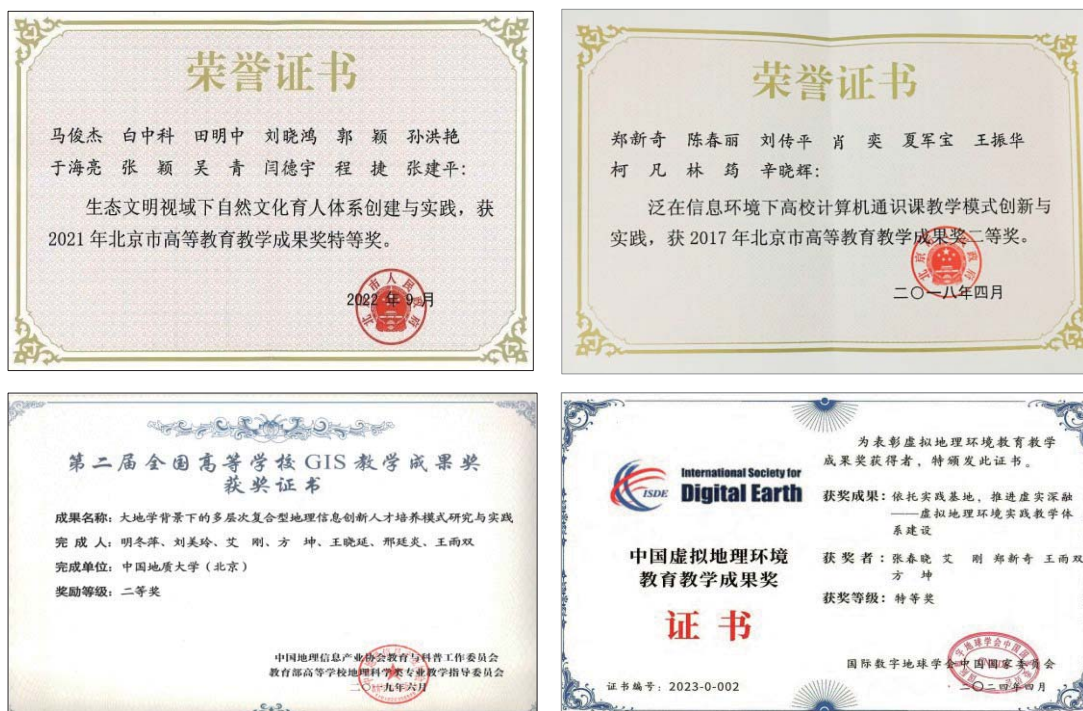 荣誉证书
马俊杰 白中科 田明中 刘晓鸿 郭 颖 孙洪艳
于海亮 张 颖 吴 青 闫德宇 程 捷 张建平:
生态文明视域下自然文化育人体系创建与实践,获
2021年北京市高等教育教学成果奖特等奖。
北京市人民政府
2022年9月
荣誉证书
郑新奇 陈春丽 刘传平 肖 奕 夏军宝 王振华
柯 凡 林 筠 辛晓辉:
泛在信息环境下高校计算机通识课教学模式创新与
实践,获2017年北京市高等教育教学成果奖二等奖。
北京市人民政府
二〇一八年四月
第二届全国高等学校GIS教学成果奖
获奖证书
成果名称:大地学背景下的多层次复合型地理信息创新人才培养模式研究与实践
完 成 人:明冬萍、刘美玲、艾 刚、方 坤、王晓延、邢廷炎、王雨双
完成单位:中国地质大学(北京)
奖励等级:二等奖
中国地理信息产业协会教育与科普工作委员会
教育部高等学校地理科学类专业教学指导委员会
二〇一九年六月
ISDE
International Society for
Digital Earth
中国虚拟地理环境
教育教学成果奖
证书
证书编号:2023-0-002
为表彰虚拟地理环境教育教学
成果奖获得者,特颁发此证书。
获奖成果:依托实践基地,推进虚实深融
——虚拟地理环境实践教学体
系建设
获 奖 者:张春晓 艾 刚 郑新奇 王雨双
方 坤
获奖等级:特等奖
国际数字地球学会中国国家委员会
二〇二四年四月